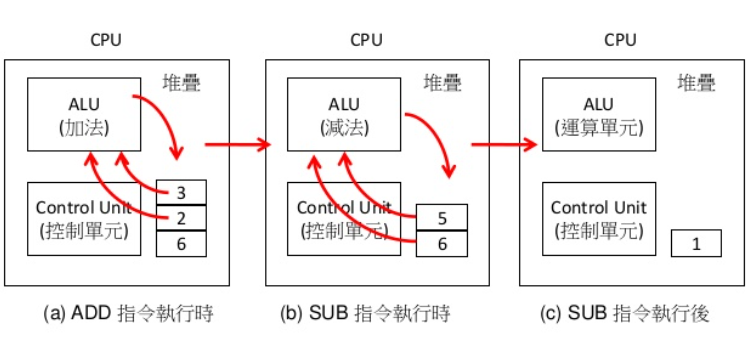 CPU
堆疊
ALU
(加法)
3
2
6
Control Unit
(控制單元)
(a) ADD 指令執行時
CPU
堆疊
ALU
(減法)
5
6
Control Unit
(控制單元)
(b) SUB 指令執行時
CPU
堆疊
ALU
(運算單元)
Control Unit
(控制單元)
1
(c) SUB 指令執行後